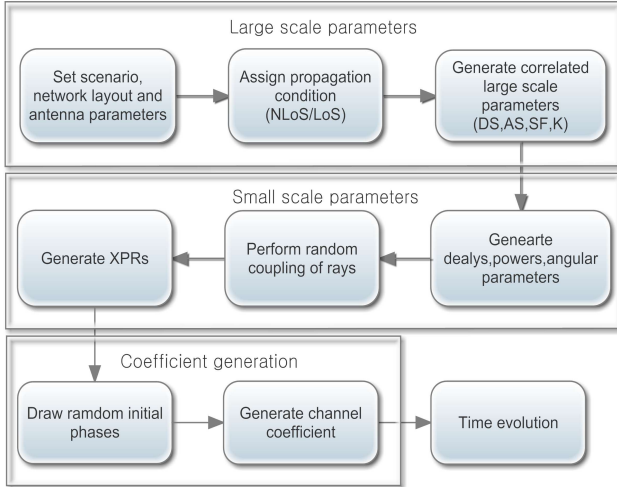 Large scale parameters
Set scenario,
network layout and
antenna parameters
Assign propagation
condition
(NLoS/LoS)
Generate correlated
large scale
parameters
(DS,AS,SF,K)
Small scale parameters
Generate XPRs
Perform random
coupling of rays
Genearte
dealys,powers,angular
parameters
Coefficient generation
Draw ramdom initial
phases
Generate channel
coefficient
Time evolution